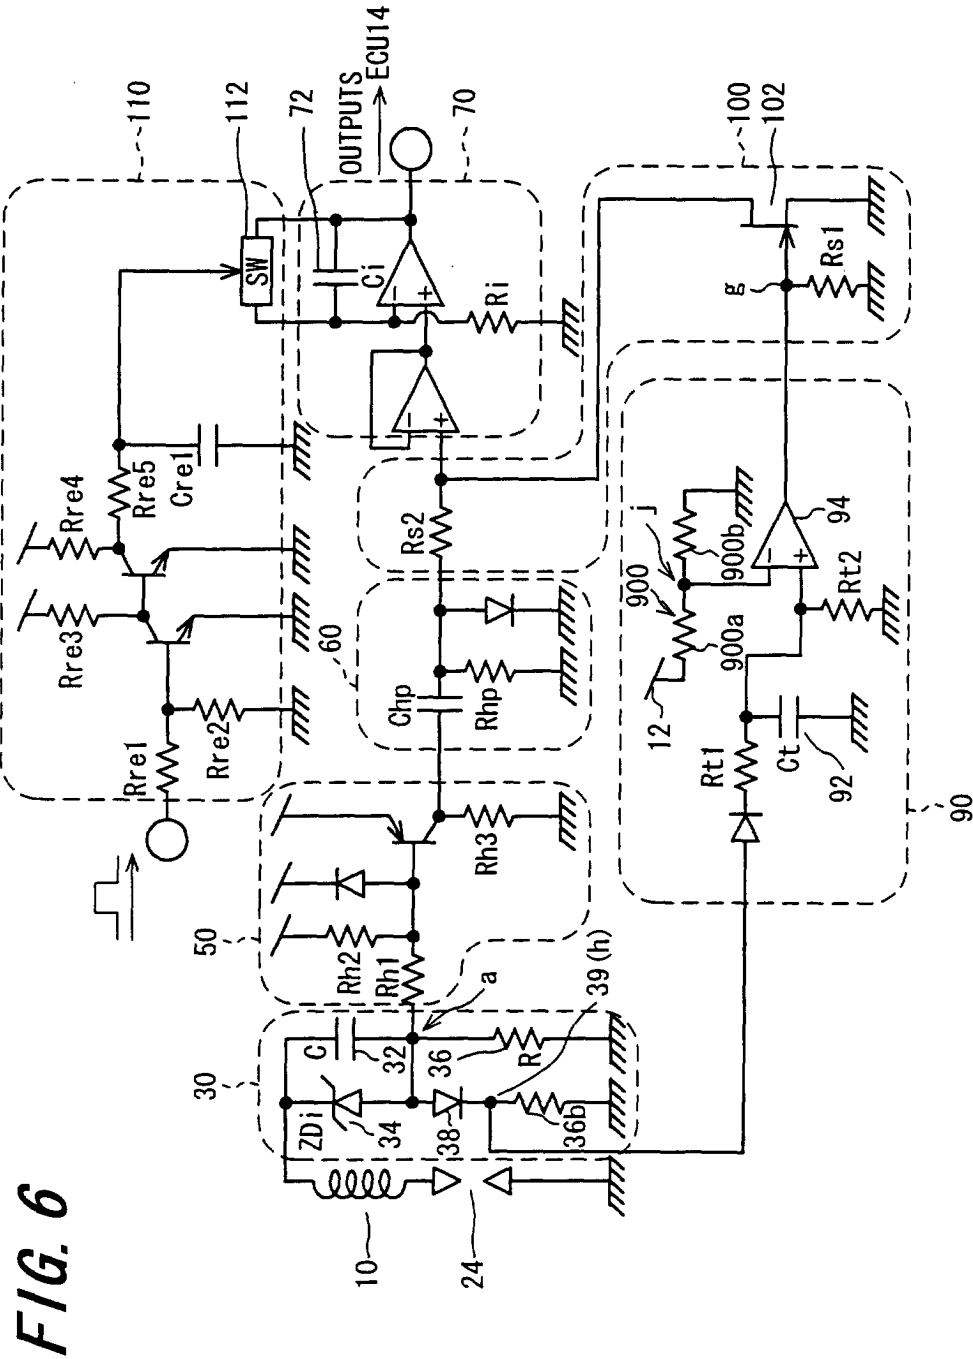 FIG. 6
110
112
SW
Rre4
Rre5
Cre1
Rre3
Rre1
Rre2
OUTPUTS
ECU14
72
Ci
70
Ri
100
102
g
Rs1
Rs2
60
Chp
Rhp
50
Rh2
Rh1
Rh3
a
39(h)
30
C
32
36
R
ZDi
34
38
36b
10
24
j
900
900b
900a
12
94
Rt2
Rt1
Ct
92
90